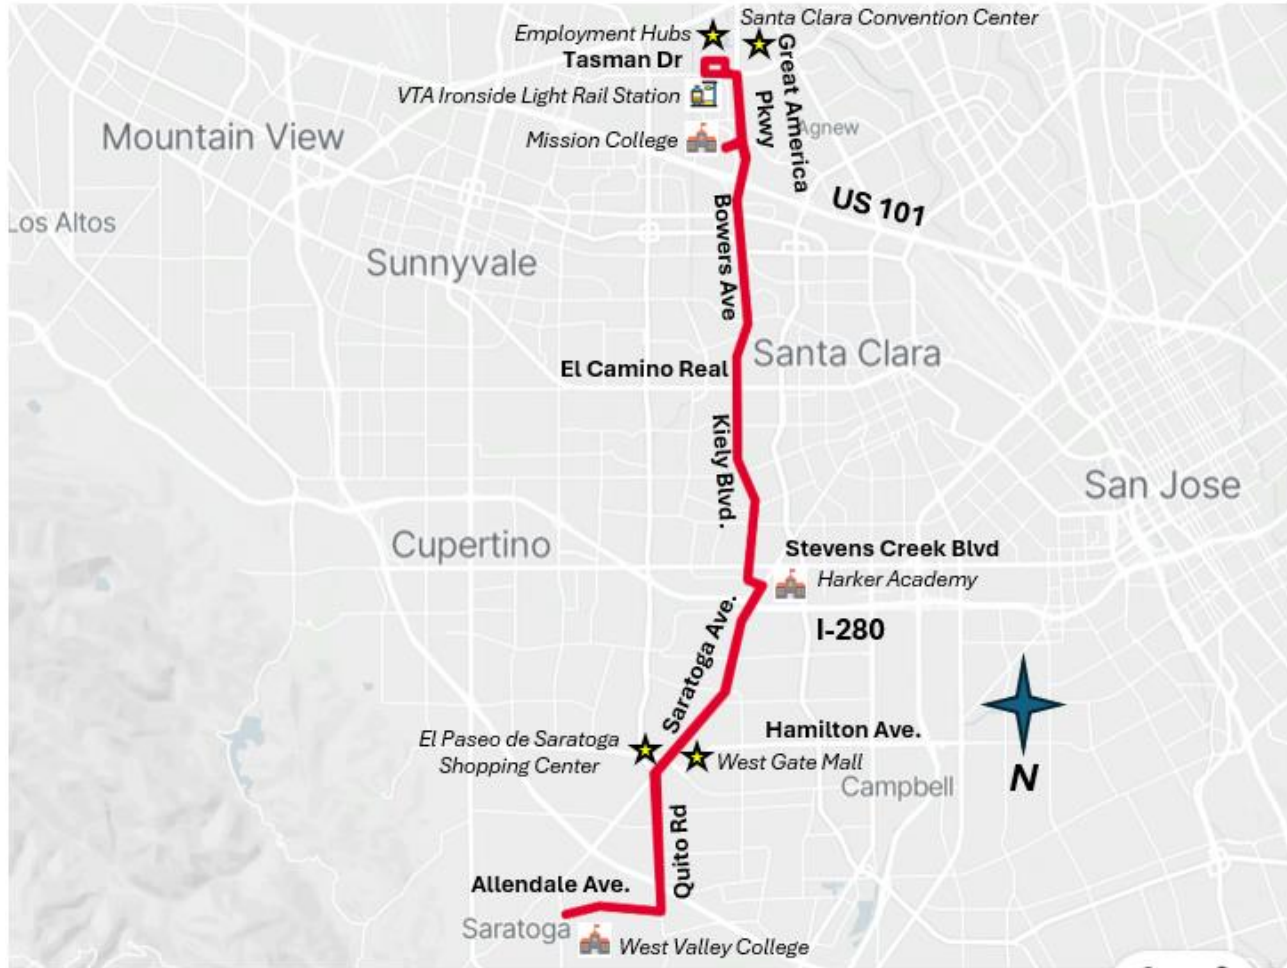 Santa Clara Convention Center
Employment Hubs
Tasman Dr
Great America
Pkwy
VTA Ironside Light Rail Station
Agnew
Mountain View
Mission College
US 101
Los Altos
Bowers Ave
Sunnyvale
Santa Clara
El Camino Real
Kiely Blvd.
San Jose
Cupertino
Stevens Creek Blvd
Harker Academy
I-280
Saratoga Ave.
Hamilton Ave.
El Paseo de Saratoga
Shopping Center
West Gate Mall
N
Campbell
Quito Rd
Allendale Ave.
Saratoga
West Valley College